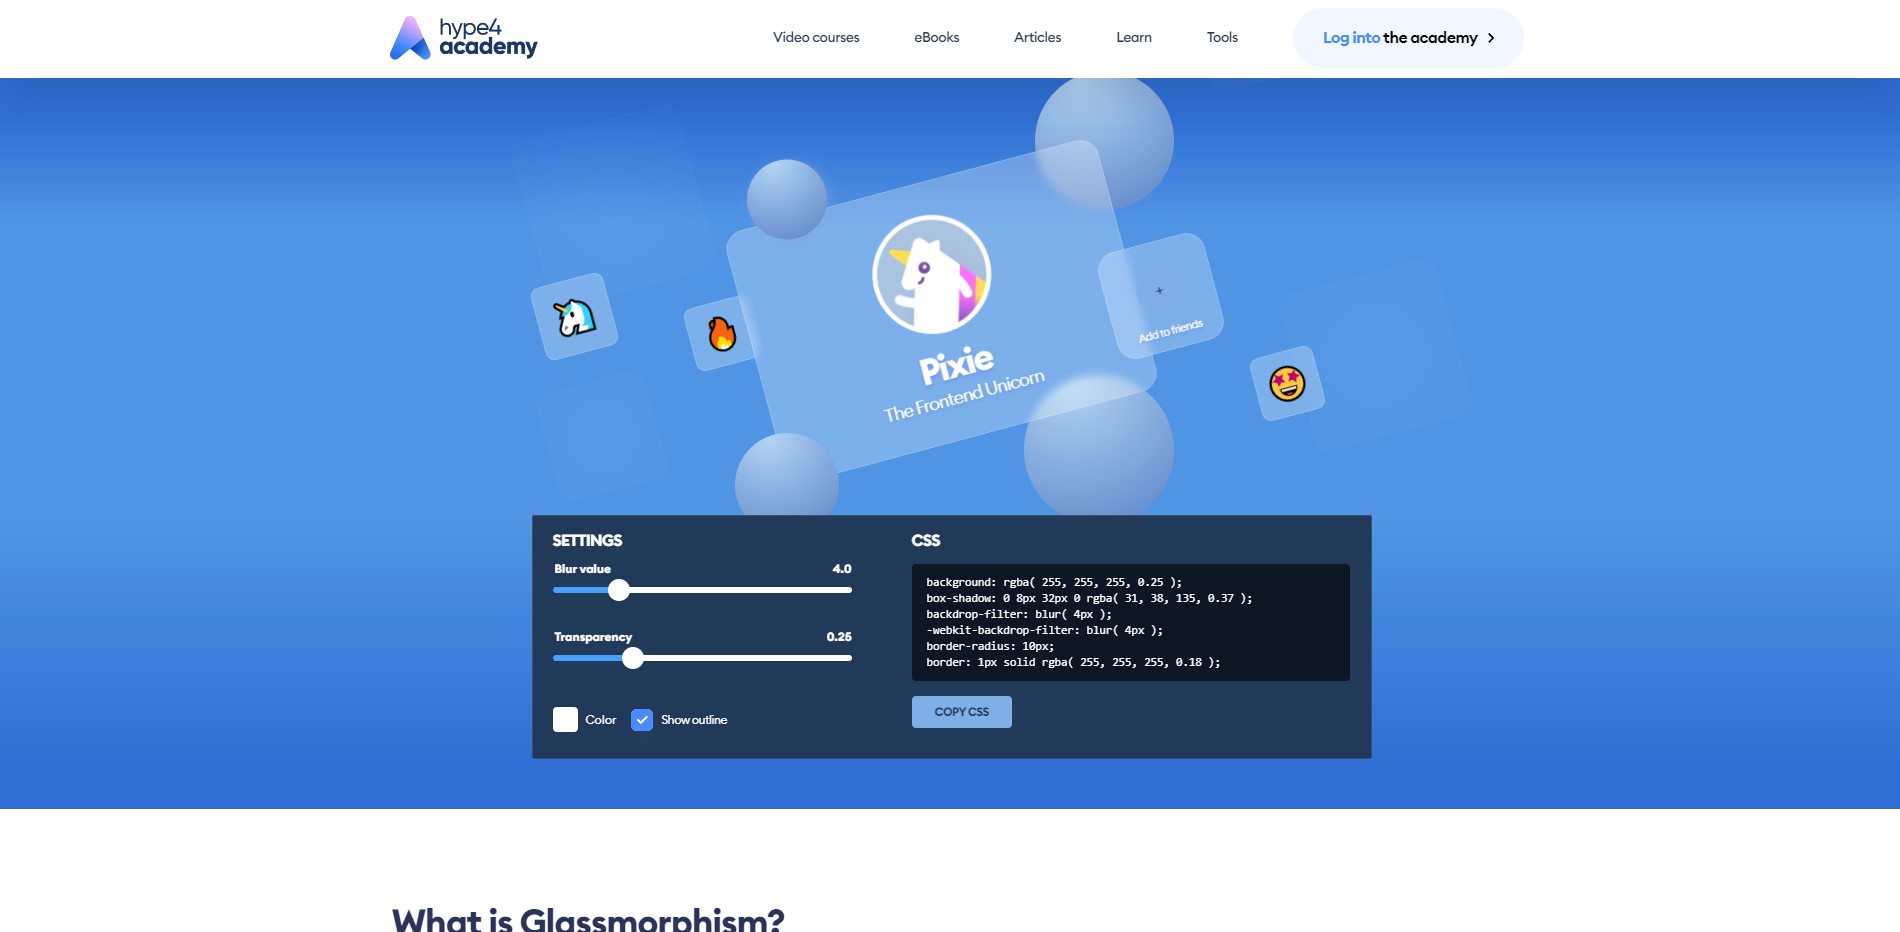 hype4
academy
Video courses
eBooks
Articles
Learn
Tools
Log into the academy
Pixie
The Frontend Unicorn
+
Add to friends
SETTINGS
Blur value 4.0
Transparency 0.25
Color
Show outline
CSS
background: rgba( 255, 255, 255, 0.25 );
box-shadow: 0 8px 32px 0 rgba( 31, 38, 135, 0.37 );
backdrop-filter: blur( 4px );
-webkit-backdrop-filter: blur( 4px );
border-radius: 10px;
border: 1px solid rgba( 255, 255, 255, 0.18 );
COPY CSS
What is Glassmorphism?